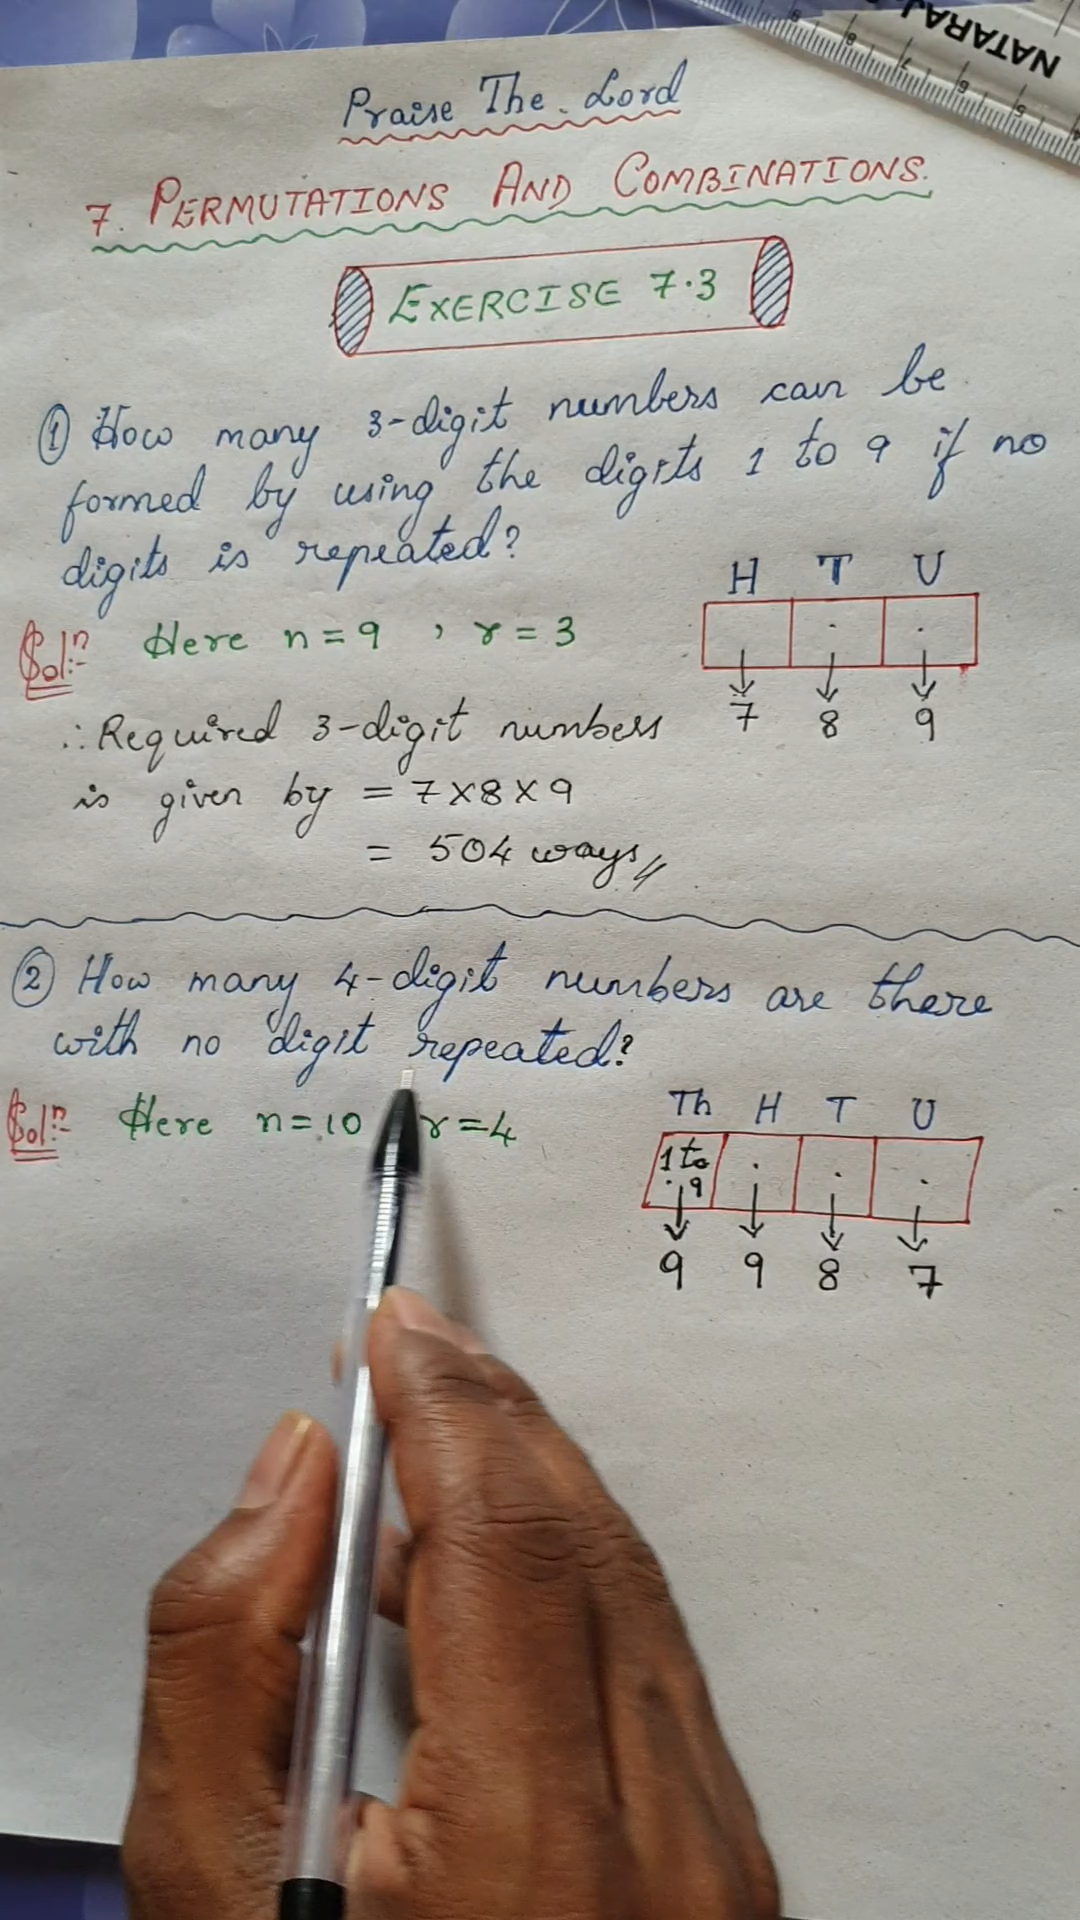 NATARAJ
Praise The Lord
7. PERMUTATIONS AND COMBINATIONS.
EXERCISE 7.3
① How many 3-digit numbers can be
formed by using the digits 1 to 9 if no
digits is repeated?
H T U
Solⁿ:- Here n=9 , r=3
7 8 9
∴ Required 3-digit numbers
is given by = 7×8×9
= 504 ways
② How many 4-digit numbers are there
with no digit repeated?
Th H T U
Solⁿ:- Here n=10 r=4
1 to 9
9 9 8 7